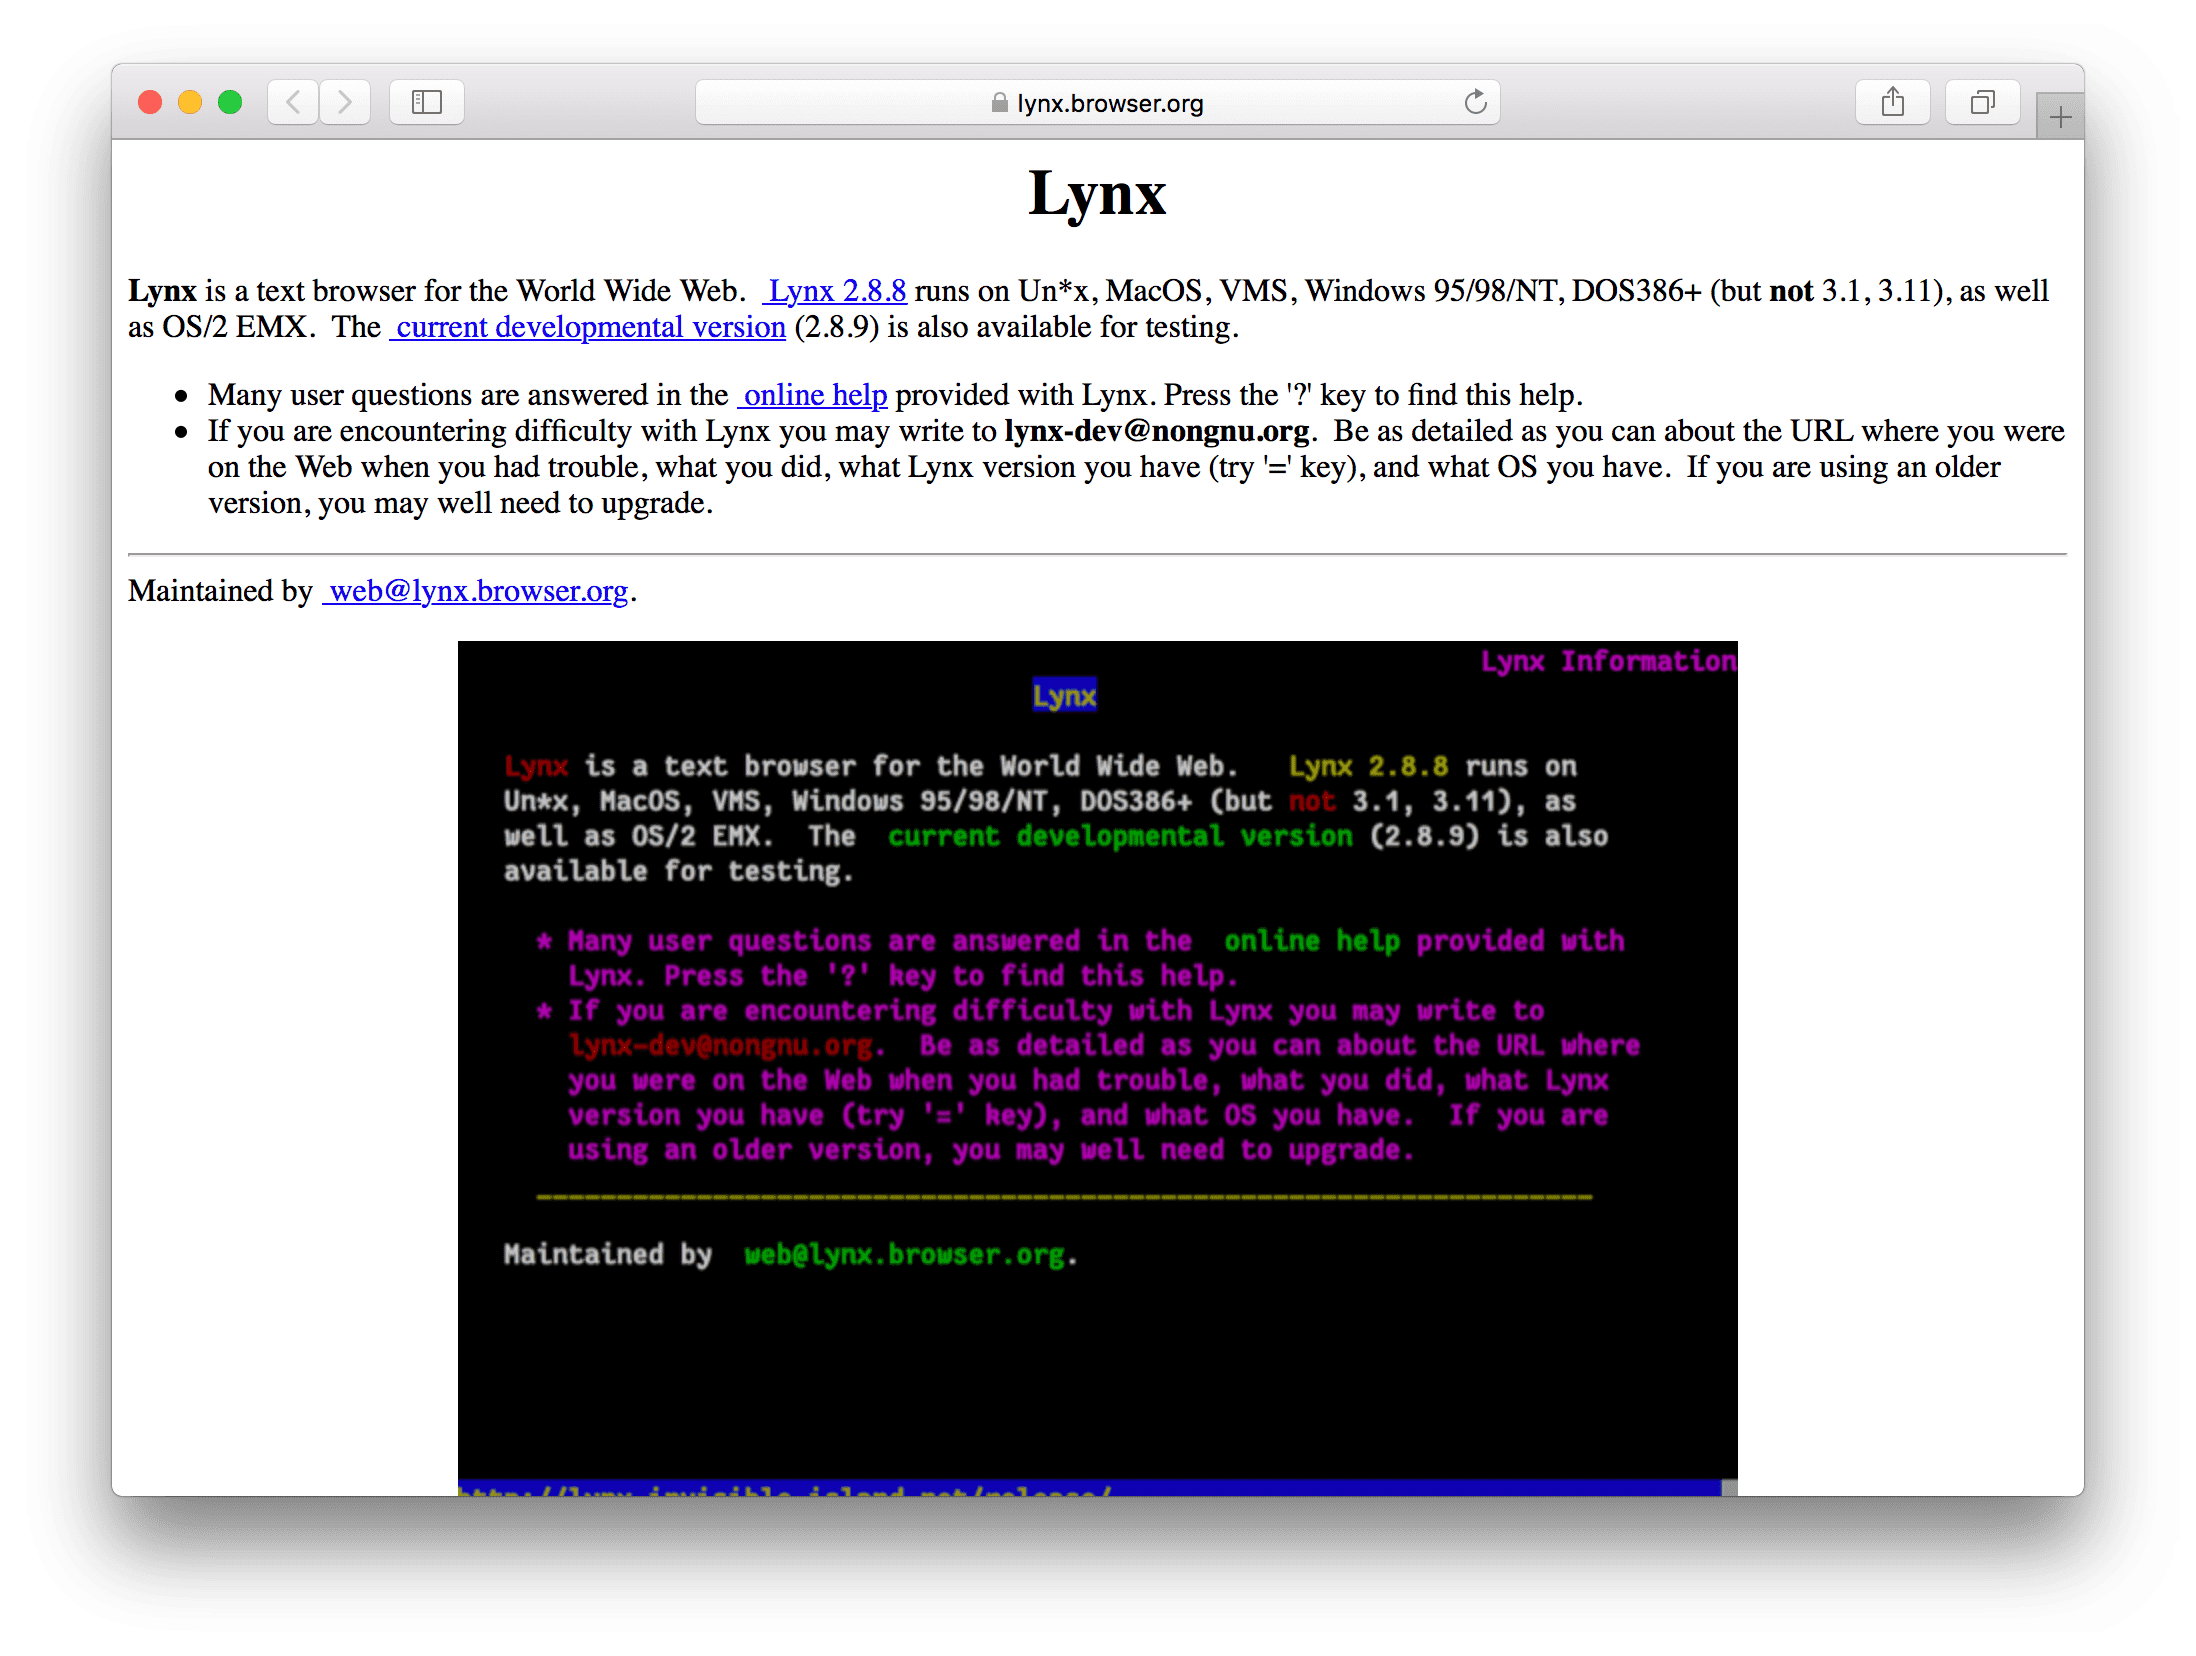 lynx.browser.org
Lynx
Lynx is a text browser for the World Wide Web.  Lynx 2.8.8 runs on Un*x, MacOS, VMS, Windows 95/98/NT, DOS386+ (but not 3.1, 3.11), as well
as OS/2 EMX.  The  current developmental version (2.8.9) is also available for testing.
• Many user questions are answered in the  online help provided with Lynx. Press the '?' key to find this help.
• If you are encountering difficulty with Lynx you may write to lynx-dev@nongnu.org.  Be as detailed as you can about the URL where you were
on the Web when you had trouble, what you did, what Lynx version you have (try '=' key), and what OS you have.  If you are using an older
version, you may well need to upgrade.
Maintained by  web@lynx.browser.org.
Lynx Information
Lynx
Lynx is a text browser for the World Wide Web.   Lynx 2.8.8 runs on
Un*x, MacOS, VMS, Windows 95/98/NT, DOS386+ (but not 3.1, 3.11), as
well as OS/2 EMX.  The  current developmental version (2.8.9) is also
available for testing.
* Many user questions are answered in the  online help provided with
Lynx. Press the '?' key to find this help.
* If you are encountering difficulty with Lynx you may write to
lynx-dev@nongnu.org.  Be as detailed as you can about the URL where
you were on the Web when you had trouble, what you did, what Lynx
version you have (try '=' key), and what OS you have.  If you are
using an older version, you may well need to upgrade.
Maintained by  web@lynx.browser.org.
http://lynx.invisible-island.net/release/